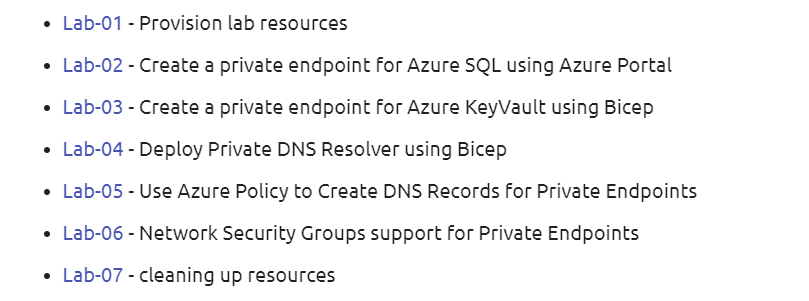 Lab-01 - Provision lab resources
Lab-02 - Create a private endpoint for Azure SQL using Azure Portal
Lab-03 - Create a private endpoint for Azure KeyVault using Bicep
Lab-04 - Deploy Private DNS Resolver using Bicep
Lab-05 - Use Azure Policy to Create DNS Records for Private Endpoints
Lab-06 - Network Security Groups support for Private Endpoints
Lab-07 - cleaning up resources